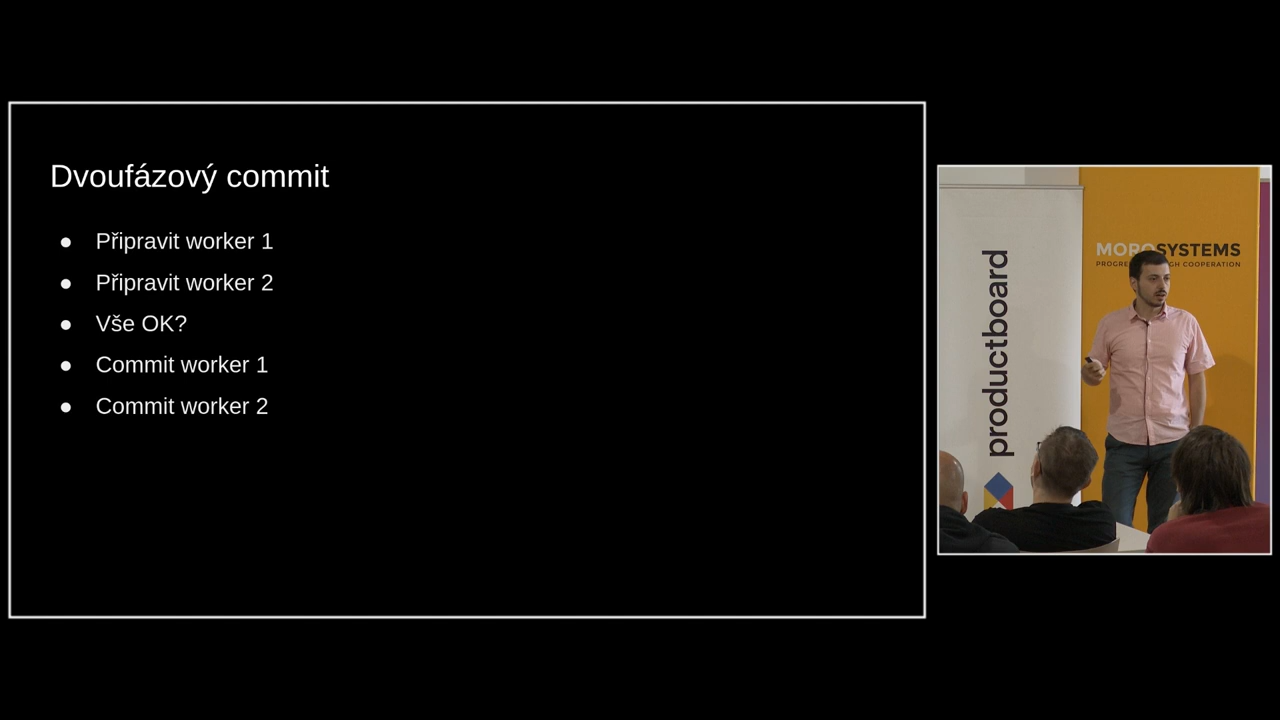 Dvoufázový commit
Připravit worker 1
Připravit worker 2
Vše OK?
Commit worker 1
Commit worker 2
productboard
MOROSYSTEMS